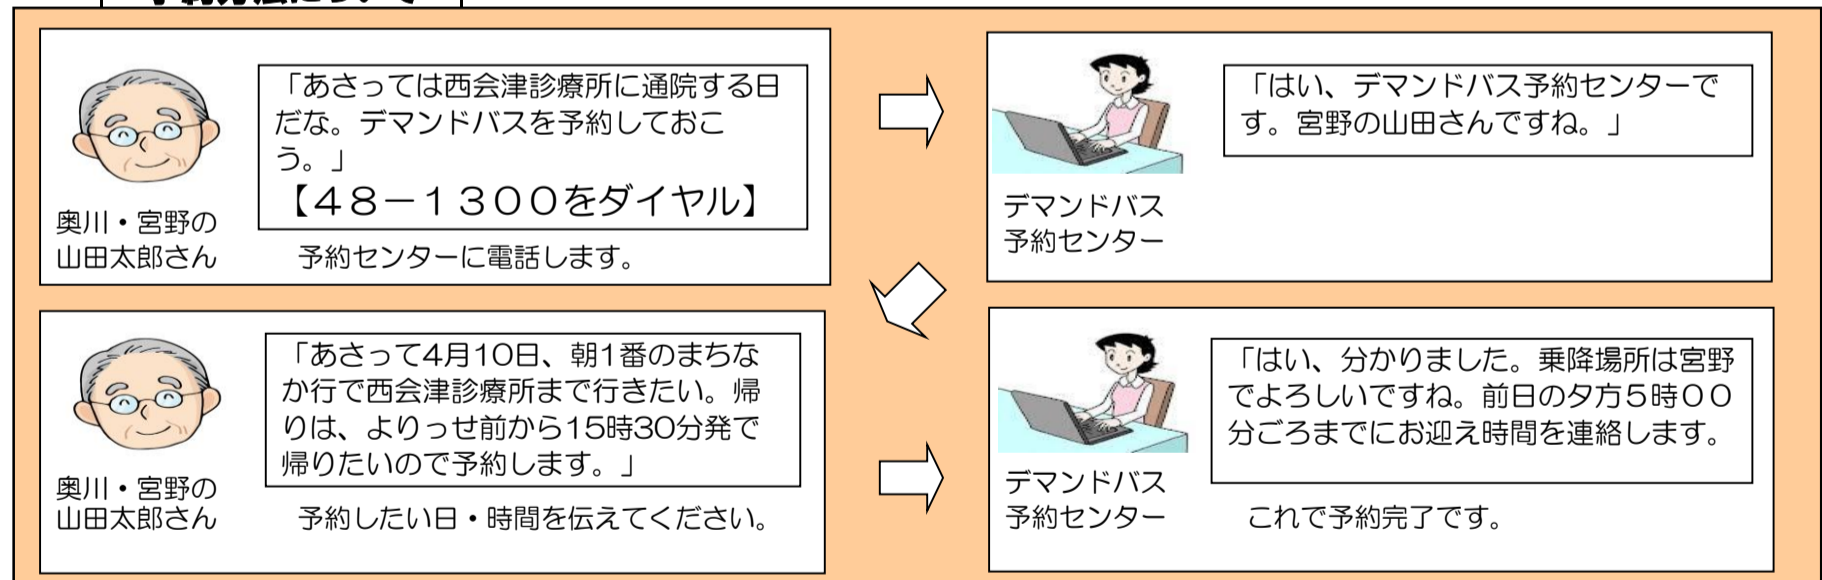 「あさっては西会津診療所に通院する日
だな。デマンドバスを予約しておこ
う。」
【48－1300をダイヤル】
奥川・宮野の
山田太郎さん
予約センターに電話します。
「はい、デマンドバス予約センターで
す。宮野の山田さんですね。」
デマンドバス
予約センター
「あさって4月10日、朝1番のまちな
か行で西会津診療所まで行きたい。帰
りは、よりっせ前から15時30分発で
帰りたいので予約します。」
奥川・宮野の
山田太郎さん
予約したい日・時間を伝えてください。
「はい、分かりました。乗降場所は宮野
でよろしいですね。前日の夕方５時００
分ごろまでにお迎え時間を連絡します。
デマンドバス
予約センター
これで予約完了です。